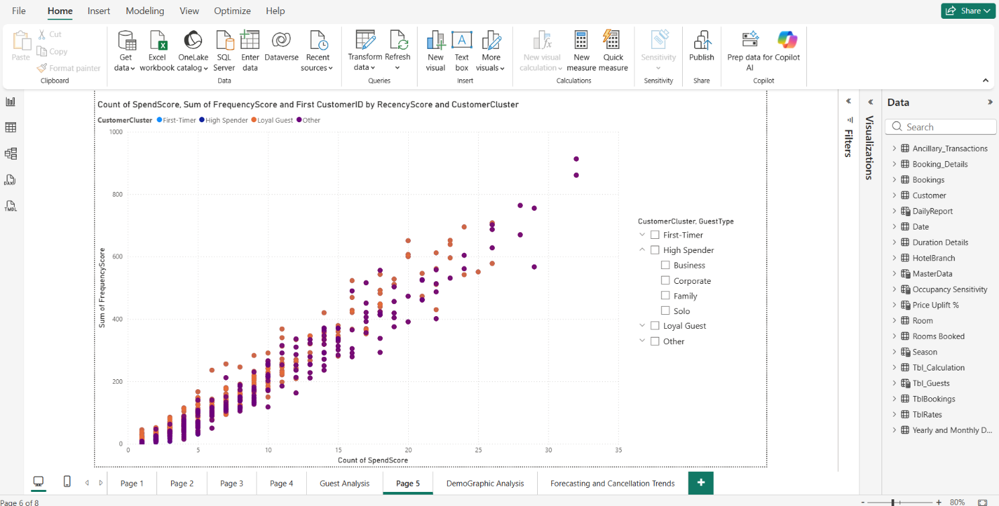 File Home Insert Modeling View Optimize Help Share
Paste Cut
Copy
Format painter
Clipboard
Get data
Excel workbook
OneLake catalog
SQL Server
Enter data
Dataverse
Recent sources
Data
Transform data
Refresh
Queries
New visual
Text box
More visuals
Insert
New visual calculation
New measure
Quick measure
Calculations
Sensitivity
Sensitivity
Publish
Share
Prep data for AI
Copilot
Copilot
DAX
TMDL
Count of SpendScore, Sum of FrequencyScore and First CustomerID by RecencyScore and CustomerCluster
CustomerCluster First-Timer High Spender Loyal Guest Other
1000
800
600
400
200
0
Sum of FrequencyScore
0 5 10 15 20 25 30 35
Count of SpendScore
CustomerCluster, GuestType
First-Timer
High Spender
Business
Corporate
Family
Solo
Loyal Guest
Other
Filters
Visualizations
Data
Search
Ancillary_Transactions
Booking_Details
Bookings
Customer
DailyReport
Date
Duration Details
HotelBranch
MasterData
Occupancy Sensitivity
Price Uplift %
Room
Rooms Booked
Season
Tbl_Calculation
Tbl_Guests
TblBookings
TblRates
Yearly and Monthly D...
Page 1 Page 2 Page 3 Page 4 Guest Analysis Page 5 DemoGraphic Analysis Forecasting and Cancellation Trends +
Page 6 of 8
- + 80%